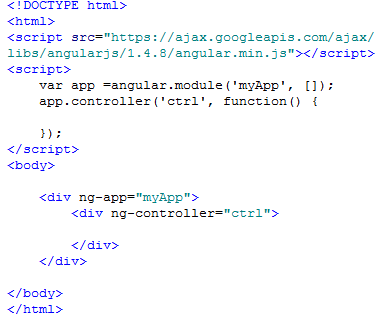 <!DOCTYPE html>
<html>
<script src="https://ajax.googleapis.com/ajax/
libs/angularjs/1.4.8/angular.min.js"></script>
<script>
    var app =angular.module('myApp', []);
    app.controller('ctrl', function() {

    });
</script>
<body>

    <div ng-app="myApp">
        <div ng-controller="ctrl">

        </div>
    </div>

</body>
</html>